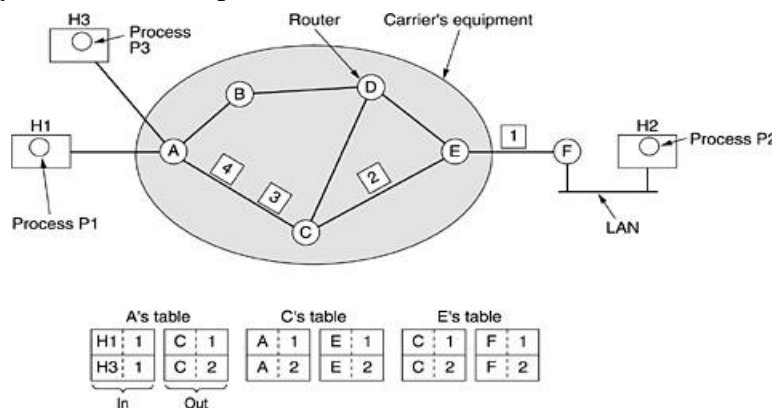 H3
Process
P3
Router
Carrier's equipment
H1
Process P1
A
B
D
C
E
F
4
3
2
1
H2
Process P2
LAN
A's table
H1 1 C 1
H3 1 C 2
In Out
C's table
A 1 E 1
A 2 E 2
E's table
C 1 F 1
C 2 F 2